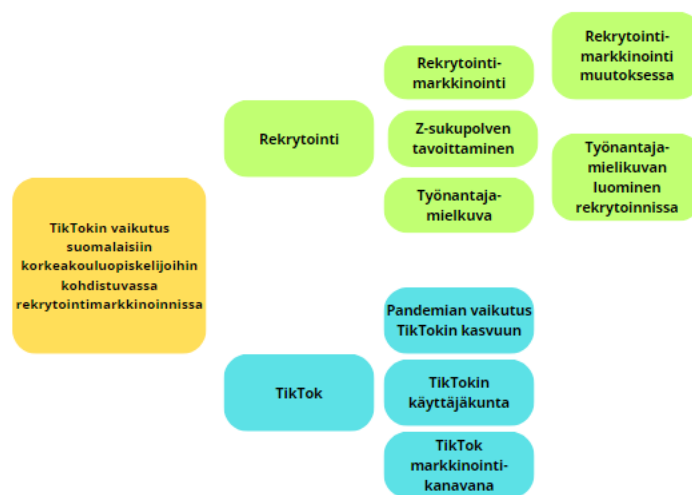 TikTokin vaikutus
suomalaisiin
korkeakouluopiskelijoihin
kohdistuvassa
rekrytointimarkkinoinnissa
Rekrytointi
Rekrytointi-
markkinointi
Z-sukupolven
tavoittaminen
Työnantaja-
mielkuva
Rekrytointi-
markkinointi
muutoksessa
Työnantaja-
mielikuvan
luominen
rekrytoinnissa
TikTok
Pandemian vaikutus
TikTokin kasvuun
TikTokin
käyttäjäkunta
TikTok
markkinointi-
kanavana